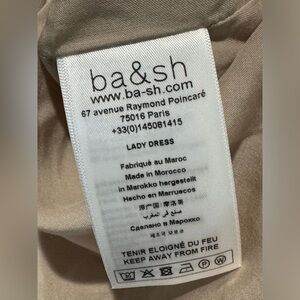 ba&sh
www.ba-sh.com
67 avenue Raymond Poincaré
75016 Paris
+33(0)145081415
LADY DRESS
Fabriqué au Maroc
Made in Morocco
in Marokko hergestellt
Hecho en Marruecos
صنع في المغرب
Сделано в Марокко
TENIR ELOIGNÉ DU FEU
KEEP AWAY FROM FIRE